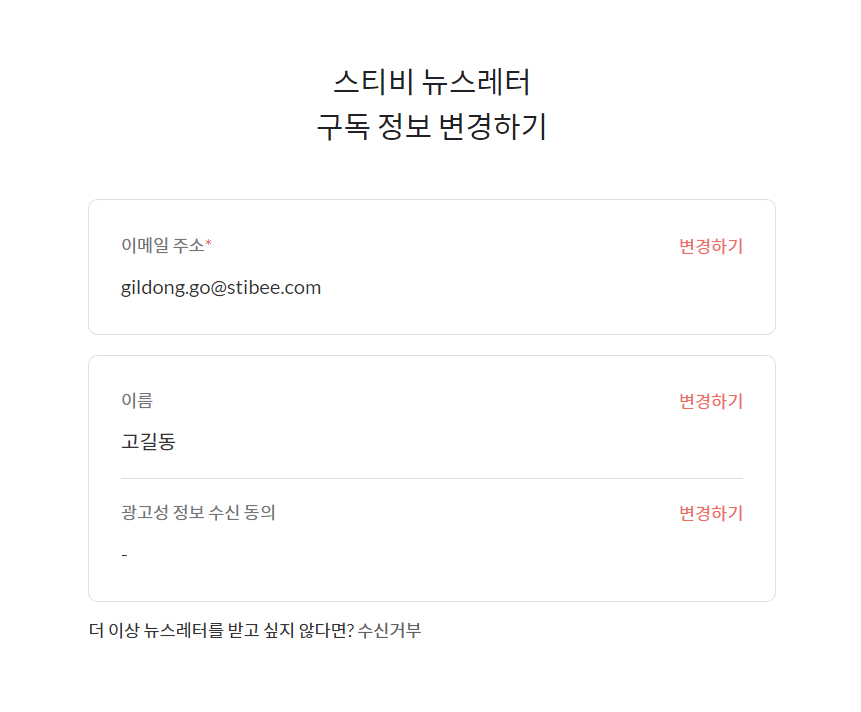 스티비 뉴스레터
구독 정보 변경하기
이메일 주소* 변경하기
gildong.go@stibee.com
이름 변경하기
고길동
광고성 정보 수신 동의 변경하기
-
더 이상 뉴스레터를 받고 싶지 않다면? 수신거부